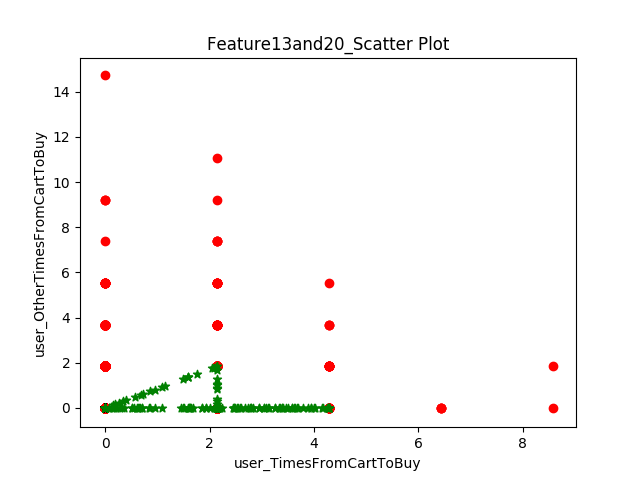 Feature13and20_Scatter Plot
user_OtherTimesFromCartToBuy
14
12
10
8
6
4
2
0
0 2 4 6 8
user_TimesFromCartToBuy